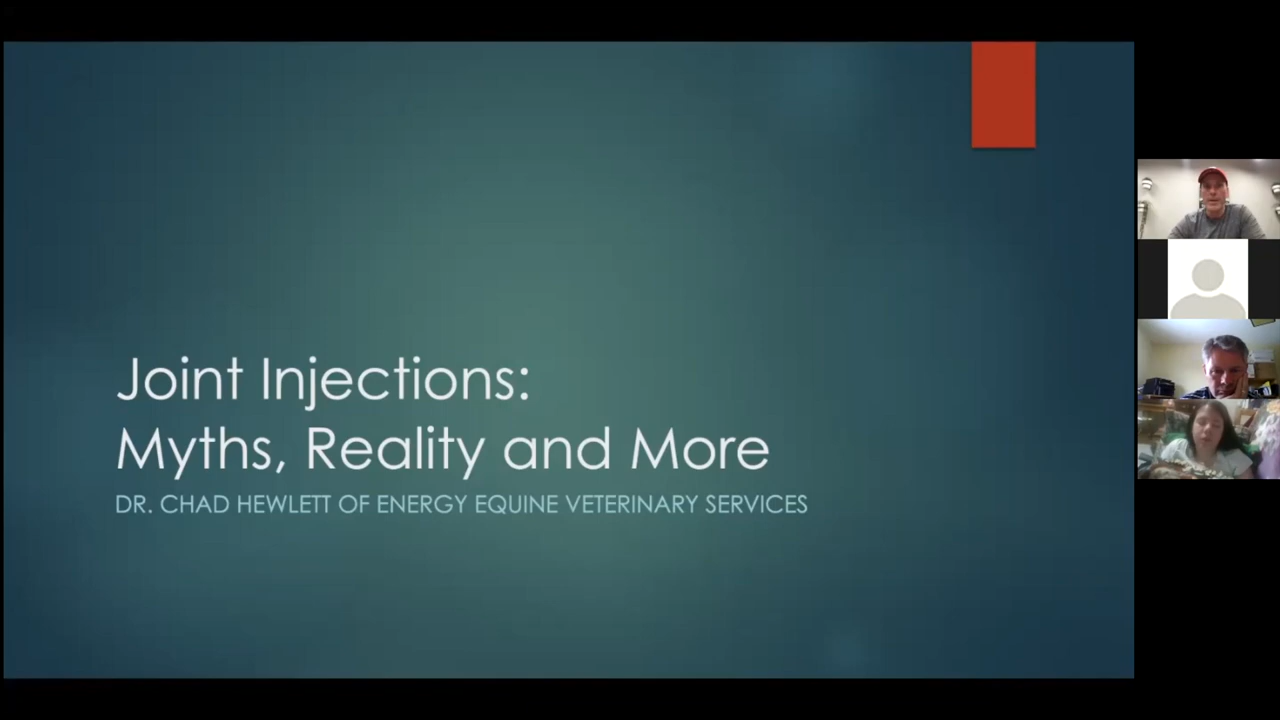 Joint Injections:
Myths, Reality and More
DR. CHAD HEWLETT OF ENERGY EQUINE VETERINARY SERVICES